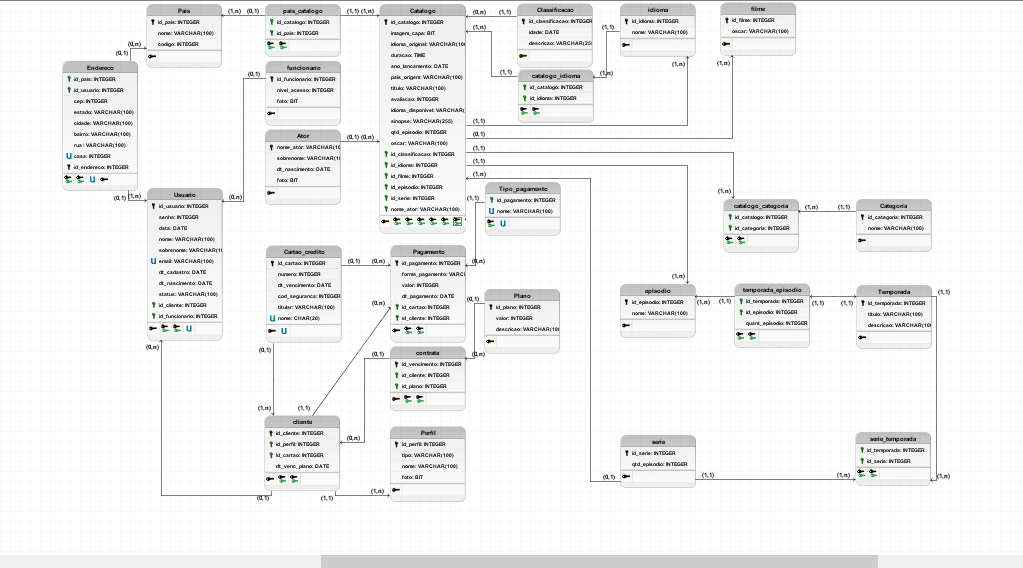 Pais
id_pais: INTEGER
nome: VARCHAR(100)
codigo: INTEGER
(1,n)
(0,1)
pais_catalogo
id_catalogo: INTEGER
id_pais: INTEGER
(1,1)
(1,n)
Catalogo
id_catalogo: INTEGER
imagem_capa: BIT
idioma_original: VARCHAR(10
duracao: TIME
ano_lancamento: DATE
pais_origem: VARCHAR(100)
titulo: VARCHAR(100)
avaliacao: INTEGER
idioma_disponivel: VARCHAR(
sinopse: VARCHAR(255)
qtd_episodio: INTEGER
oscar: VARCHAR(100)
id_classificacao: INTEGER
id_idioma: INTEGER
id_filme: INTEGER
id_episodio: INTEGER
id_serie: INTEGER
nome_ator: VARCHAR(100)
(0,n)
(1,1)
(1,n)
(1,1)
Classificacao
id_classificacao: INTEGER
idade: DATE
descricao: VARCHAR(25
catalogo_idioma
id_catalogo: INTEGER
id_idioma: INTEGER
idioma
id_idioma: INTEGER
nome: VARCHAR(100)
(1,1)
(1,n)
(1,n)
filme
id_filme: INTEGER
oscar: VARCHAR(100)
(0,n)
(0,n)
(0,1)
Endereco
id_pais: INTEGER
id_usuario: INTEGER
cep: INTEGER
estado: VARCHAR(100)
cidade: VARCHAR(100)
bairro: VARCHAR(100)
rua : VARCHAR(100)
casa: INTEGER
id_endereco: INTEGER
(0,1)
(1,n)
(0,1)
funcionario
id_funcionario: INTEGER
nivel_acesso: INTEGER
foto: BIT
(0,n)
Ator
nome_ator: VARCHAR(100)
sobrenome: VARCHAR(1
dt_nascimento: DATE
foto: BIT
(0,1)
(0,n)
(1,1)
(0,1)
(1,1)
(1,1)
(0,n)
Usuario
id_usuario: INTEGER
senha: INTEGER
data: DATE
nome: VARCHAR(100)
sobrenome: VARCHAR(1
email: VARCHAR(100)
dt_cadastro: DATE
dt_nascimento: DATE
status: VARCHAR(100)
id_cliente: INTEGER
id_funcionario: INTEGER
(0,n)
Tipo_pagamento
id_pagamento: INTEGER
nome: VARCHAR(100)
(1,1)
(0,n)
(1,n)
catalogo_categoria
id_catalogo: INTEGER
id_categoria: INTEGER
(1,n)
(1,1)
Categoria
id_categoria: INTEGER
nome: VARCHAR(100)
Cartao_credito
id_cartao: INTEGER
numero: INTEGER
dt_vencimento: DATE
cod_seguranca: INTEGER
titular: VARCHAR(100)
nome: CHAR(20)
(0,1)
(0,n)
(0,1)
(1,n)
Pagamento
id_pagamento: INTEGER
forma_pagamento: VARC
valor: INTEGER
dt_pagamento: DATE
id_cartao: INTEGER
id_cliente: INTEGER
(0,n)
(1,1)
Plano
id_plano: INTEGER
valor: INTEGER
descricao: VARCHAR(10
(0,1)
(0,n)
contrata
id_vencimento: INTEGER
id_cliente: INTEGER
id_plano: INTEGER
(0,1)
(0,n)
(1,n)
episodio
id_episodio: INTEGER
nome: VARCHAR(100)
(1,n)
(1,1)
temporada_episodio
id_temporada: INTEGER
id_episodio: INTEGER
quant_episodio: INTEGER
(1,n)
(1,1)
Temporada
id_temporada: INTEGER
titulo: VARCHAR(100)
descricao: VARCHAR(10
(1,1)
cliente
id_cliente: INTEGER
id_perfil: INTEGER
id_cartao: INTEGER
dt_venc_plano: DATE
(0,1)
(1,1)
(1,n)
Perfil
id_perfil: INTEGER
tipo: VARCHAR(100)
nome: VARCHAR(100)
foto: BIT
serie
id_serie: INTEGER
qtd_episodio: INTEGER
(0,1)
(1,1)
(1,n)
serie_temporada
id_temporada: INTEGER
id_serie: INTEGER
(1,n)